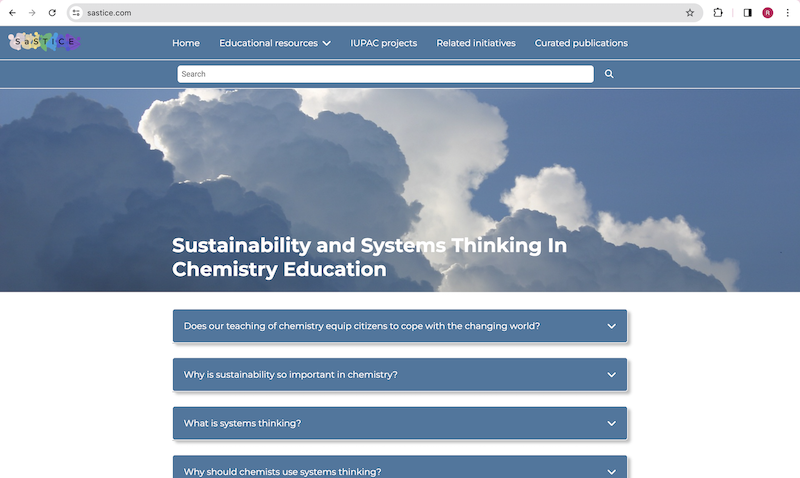 sastice.com
R
SaSTICE
Home Educational resources IUPAC projects Related initiatives Curated publications
Search
Sustainability and Systems Thinking In
Chemistry Education
Does our teaching of chemistry equip citizens to cope with the changing world?
Why is sustainability so important in chemistry?
What is systems thinking?
Why should chemists use systems thinking?